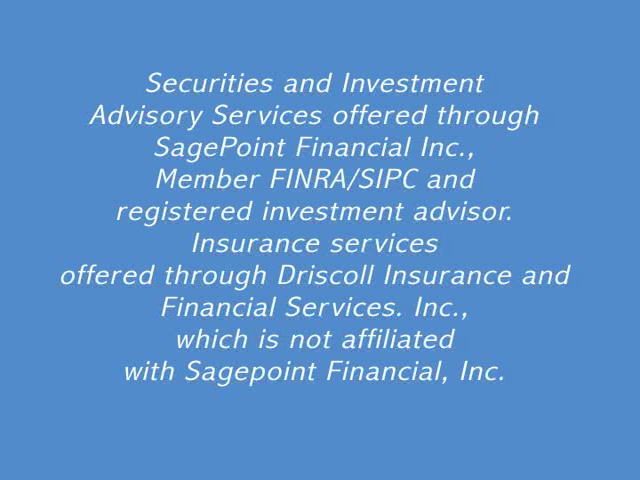 Securities and Investment
Advisory Services offered through
SagePoint Financial Inc.,
Member FINRA/SIPC and
registered investment advisor.
Insurance services
offered through Driscoll Insurance and
Financial Services. Inc.,
which is not affiliated
with Sagepoint Financial, Inc.